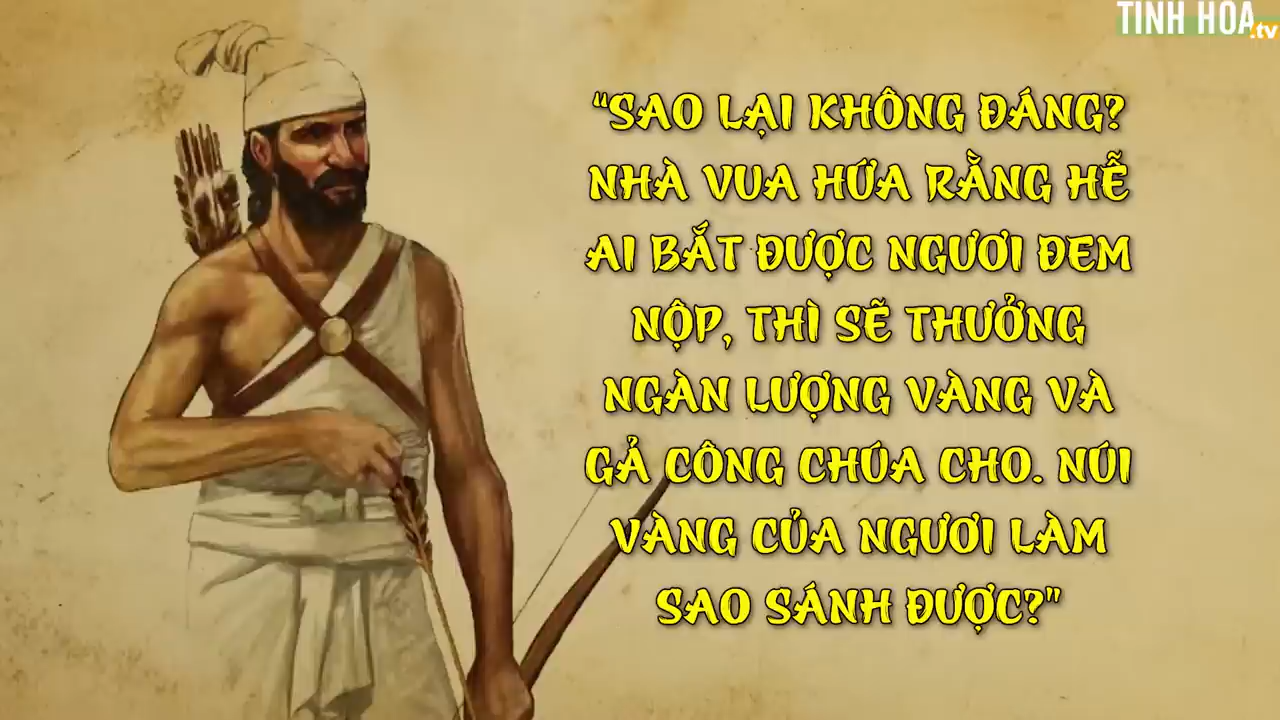 TINH HOA.tv
“SAO LẠI KHÔNG ĐÁNG?
NHÀ VUA HỨA RẰNG HỄ
AI BẮT ĐƯỢC NGƯƠI ĐEM
NỘP, THÌ SẼ THƯỞNG
NGÀN LƯỢNG VÀNG VÀ
GẢ CÔNG CHÚA CHO. NÚI
VÀNG CỦA NGƯƠI LÀM
SAO SÁNH ĐƯỢC?"